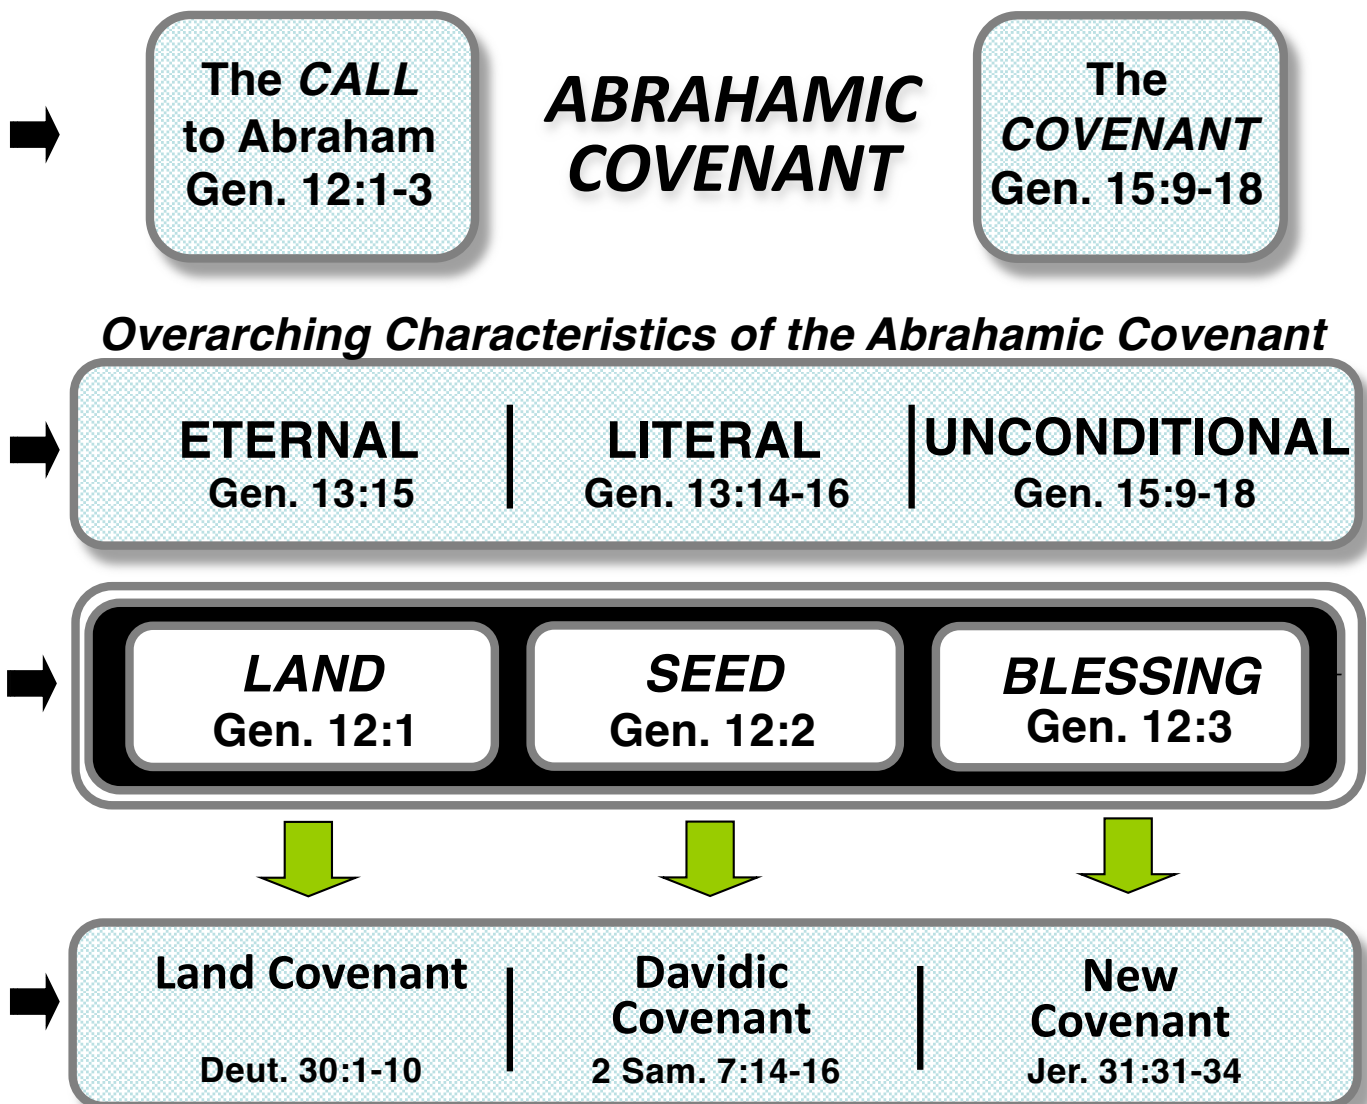 The CALL
to Abraham
Gen. 12:1-3
ABRAHAMIC
COVENANT
The
COVENANT
Gen. 15:9-18
Overarching Characteristics of the Abrahamic Covenant
ETERNAL
Gen. 13:15
LITERAL
Gen. 13:14-16
UNCONDITIONAL
Gen. 15:9-18
LAND
Gen. 12:1
SEED
Gen. 12:2
BLESSING
Gen. 12:3
Land Covenant
Deut. 30:1-10
Davidic
Covenant
2 Sam. 7:14-16
New
Covenant
Jer. 31:31-34